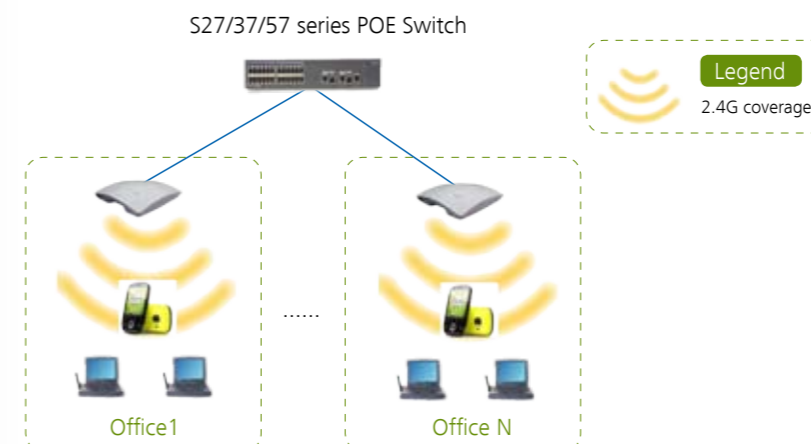 S27/37/57 series POE Switch
Legend
2.4G coverage
......
Office1
Office N